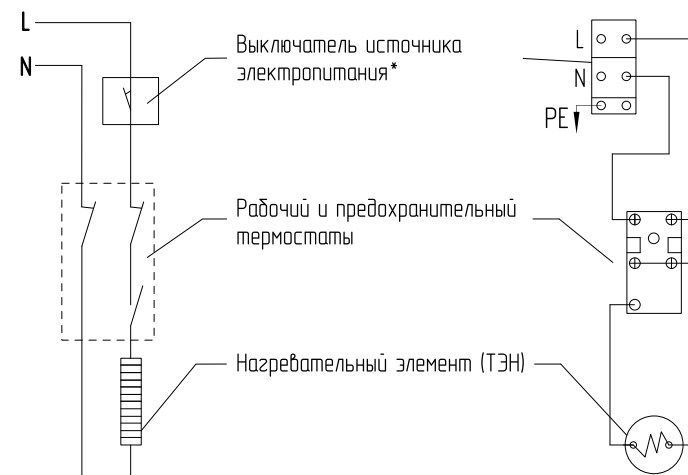 L
N
Выключатель источника
электропитания*
L
N
PE
Рабочий и предохранительный
термостаты
Нагревательный элемент (ТЭН)